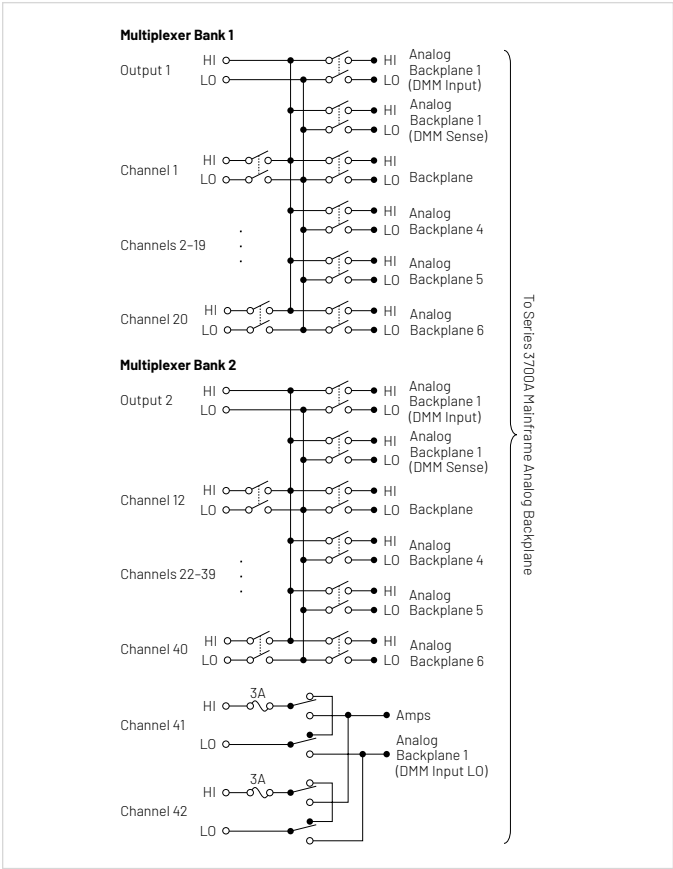 Multiplexer Bank 1
Output 1
HI
LO
HI
LO
Analog
Backplane 1
(DMM Input)
HI
LO
Analog
Backplane 1
(DMM Sense)
Channel 1
HI
LO
HI
LO
Backplane
HI
LO
Analog
Backplane 4
Channels 2–19
HI
LO
Analog
Backplane 5
Channel 20
HI
LO
HI
LO
Analog
Backplane 6
Multiplexer Bank 2
Output 2
HI
LO
HI
LO
Analog
Backplane 1
(DMM Input)
HI
LO
Analog
Backplane 1
(DMM Sense)
Channel 12
HI
LO
HI
LO
Backplane
HI
LO
Analog
Backplane 4
Channels 22–39
HI
LO
Analog
Backplane 5
Channel 40
HI
LO
HI
LO
Analog
Backplane 6
Channel 41
HI
3A
LO
Amps
Analog
Backplane 1
(DMM Input LO)
Channel 42
HI
3A
LO
To Series 3700A Mainframe Analog Backplane